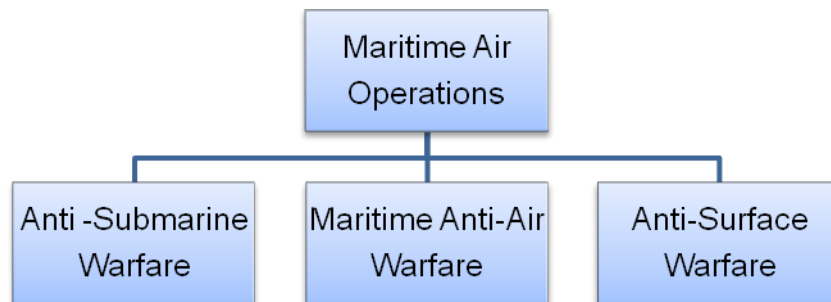 Maritime Air
Operations
Anti -Submarine
Warfare
Maritime Anti-Air
Warfare
Anti-Surface
Warfare